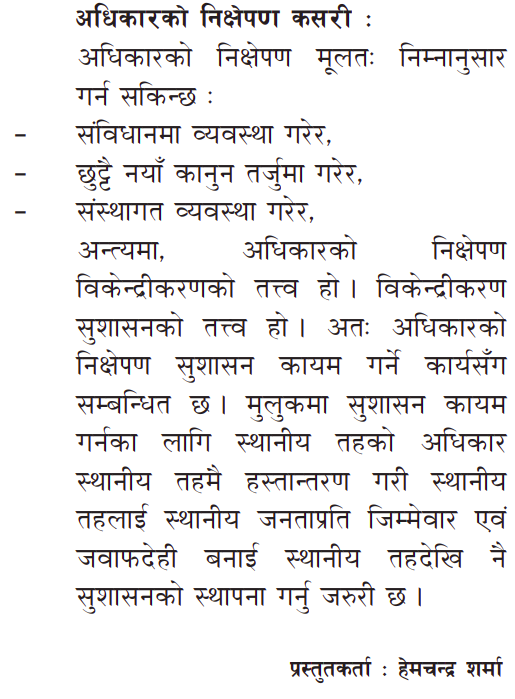 अधिकारको निक्षेपण कसरी :
अधिकारको निक्षेपण मूलतः निम्नानुसार
गर्न सकिन्छ :
– संविधानमा व्यवस्था गरेर,
– छुट्टै नयाँ कानुन तर्जुमा गरेर,
– संस्थागत व्यवस्था गरेर,
अन्त्यमा, अधिकारको निक्षेपण
विकेन्द्रीकरणको तत्त्व हो । विकेन्द्रीकरण
सुशासनको तत्त्व हो । अतः अधिकारको
निक्षेपण सुशासन कायम गर्ने कार्यसँग
सम्बन्धित छ । मुलुकमा सुशासन कायम
गर्नका लागि स्थानीय तहको अधिकार
स्थानीय तहमै हस्तान्तरण गरी स्थानीय
तहलाई स्थानीय जनताप्रति जिम्मेवार एवं
जवाफदेही बनाई स्थानीय तहदेखि नै
सुशासनको स्थापना गर्नु जरुरी छ ।
प्रस्तुतकर्ता : हेमचन्द्र शर्मा